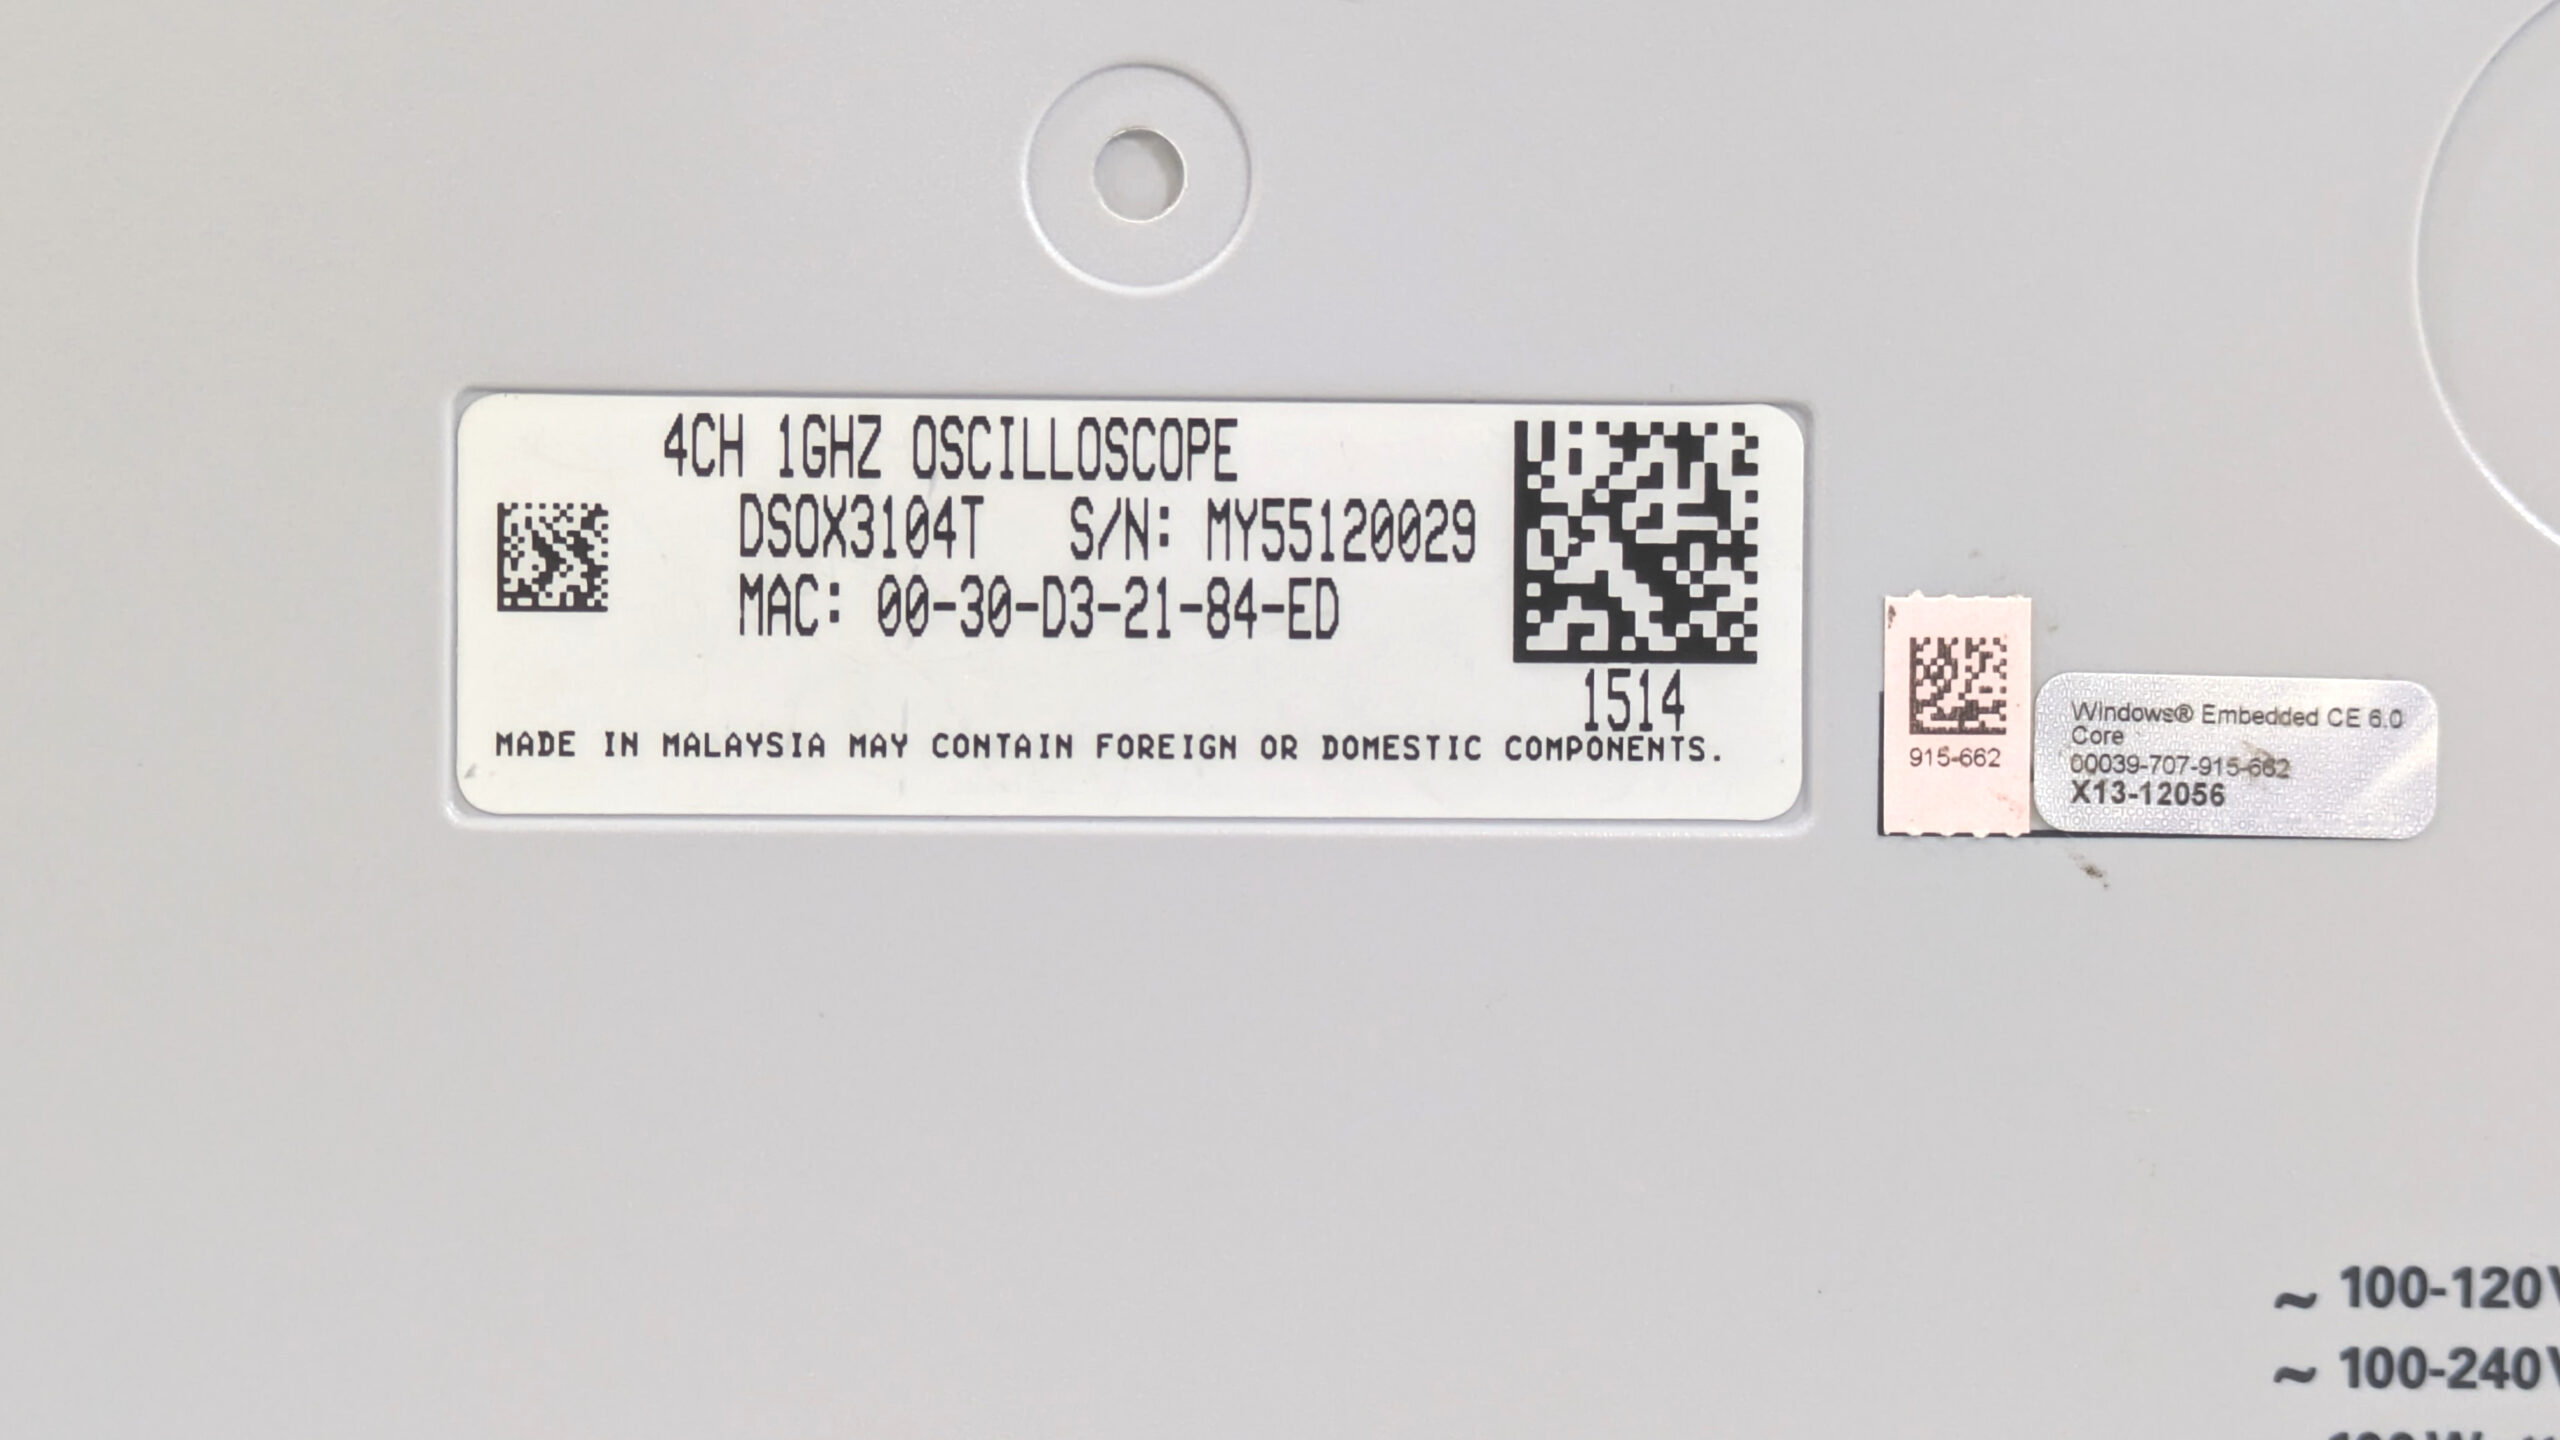 4CH 1GHZ OSCILLOSCOPE
DSOX3104T S/N: MY55120029
MAC: 00-30-D3-21-84-ED
1514
MADE IN MALAYSIA MAY CONTAIN FOREIGN OR DOMESTIC COMPONENTS.
915-662
Windows® Embedded CE 6.0
Core
00039-707-915-662
X13-12056
~ 100-120V
~ 100-240V